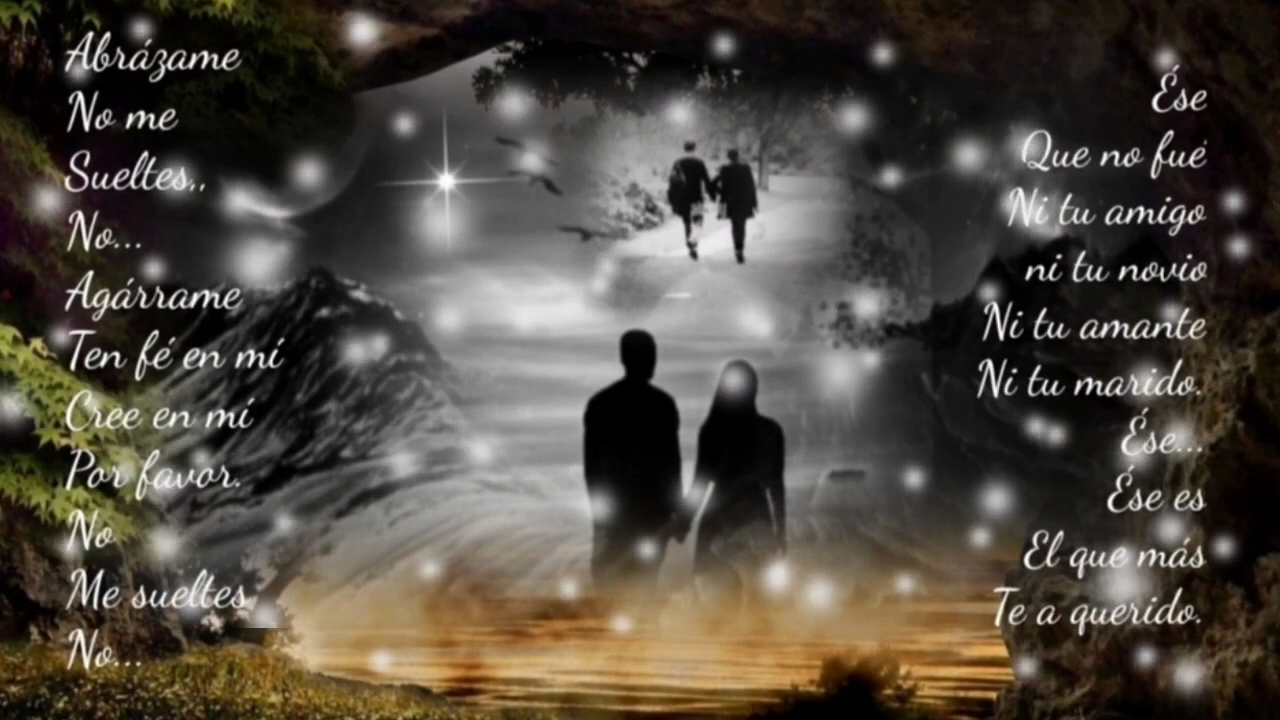 Abrázame
No me
Sueltes,,
No...
Agárrame
Ten fé en mí
Cree en mí
Por favor.
No
Me sueltes
No...
Ése
Que no fué
Ni tu amigo
ni tu novio
Ni tu amante
Ni tu marido.
Ése...
Ése es
El que más
Te a querido.